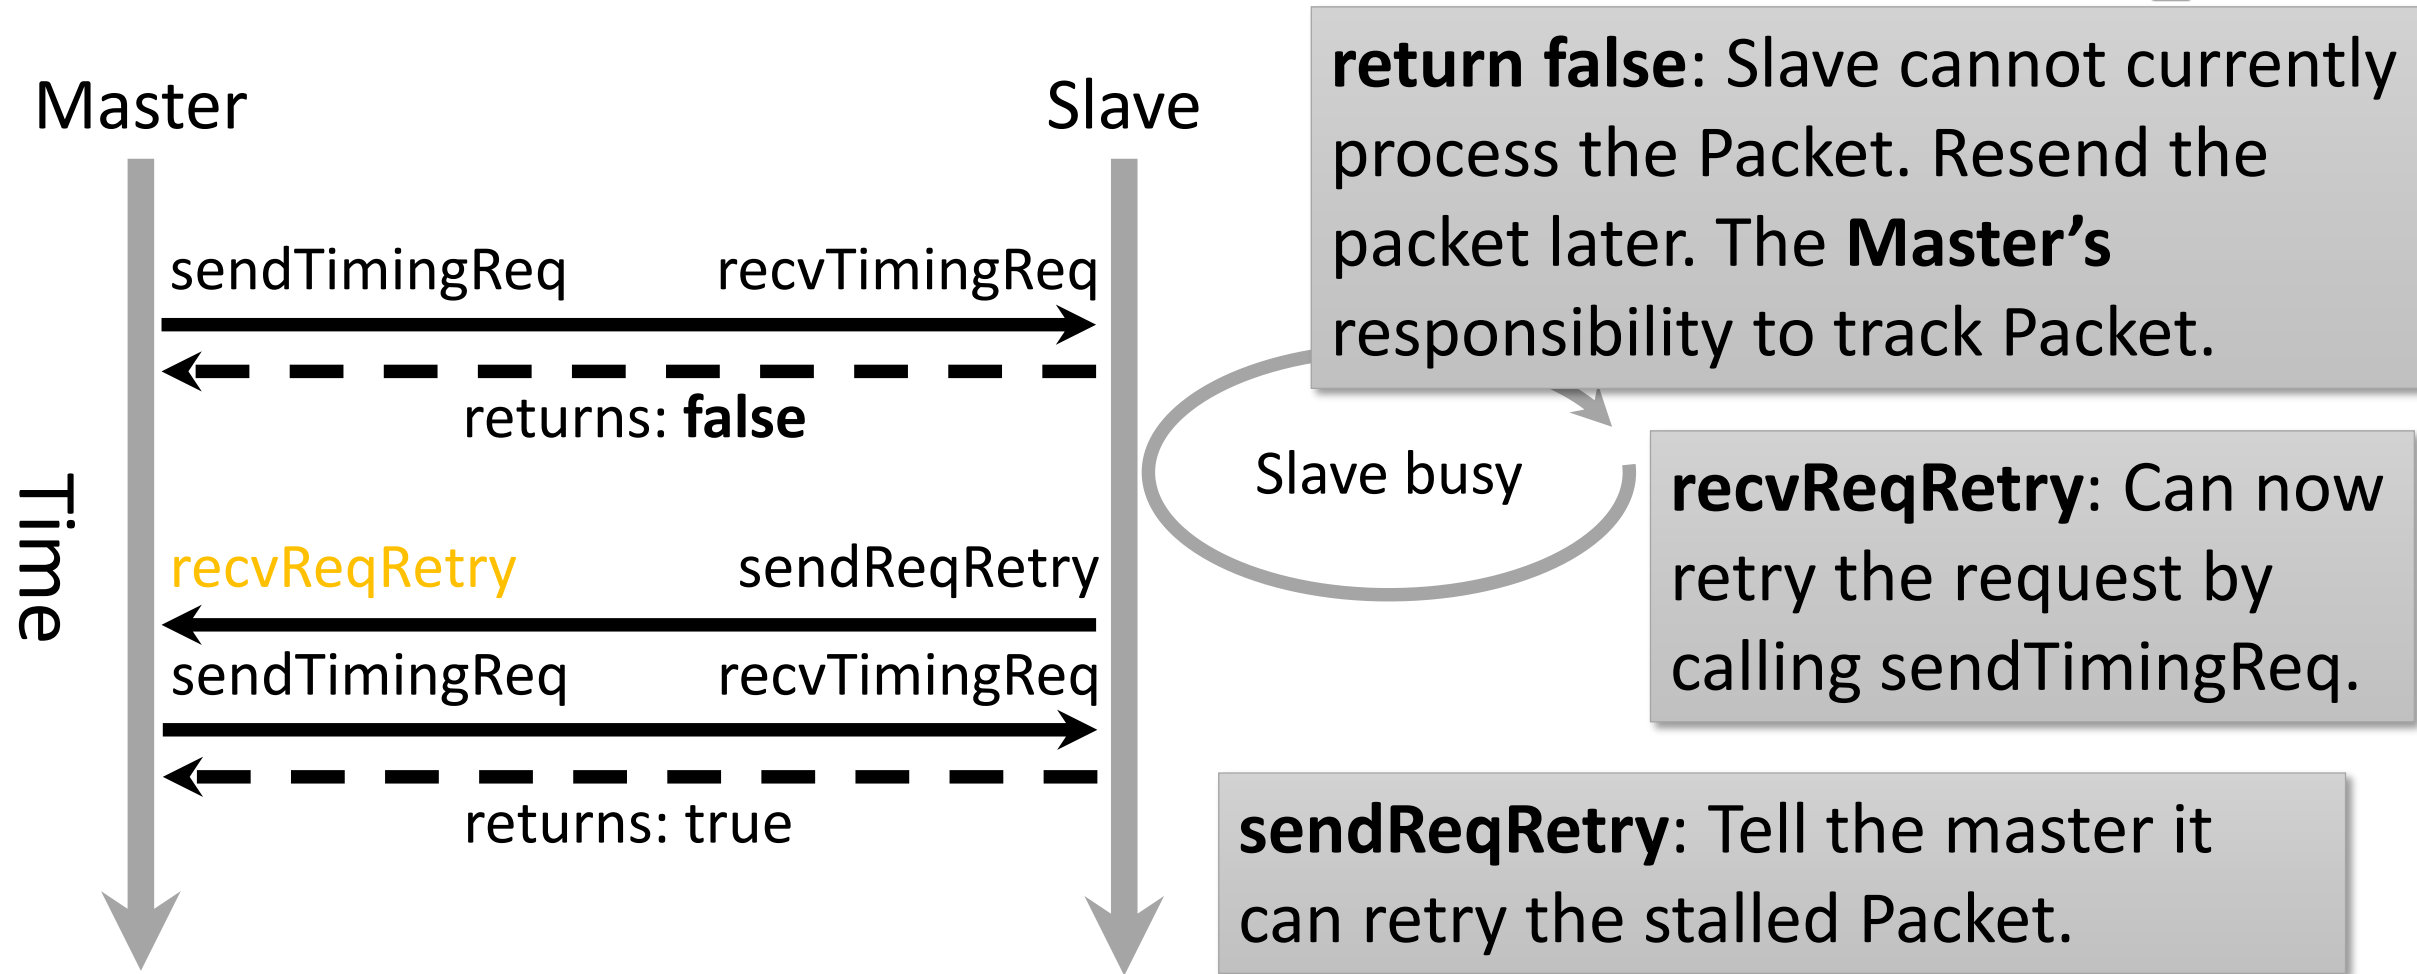 Master
Slave
sendTimingReq
recvTimingReq
returns: false
Slave busy
Time
recvReqRetry
sendReqRetry
sendTimingReq
recvTimingReq
returns: true
return false: Slave cannot currently
process the Packet. Resend the
packet later. The Master’s
responsibility to track Packet.
recvReqRetry: Can now
retry the request by
calling sendTimingReq.
sendReqRetry: Tell the master it
can retry the stalled Packet.